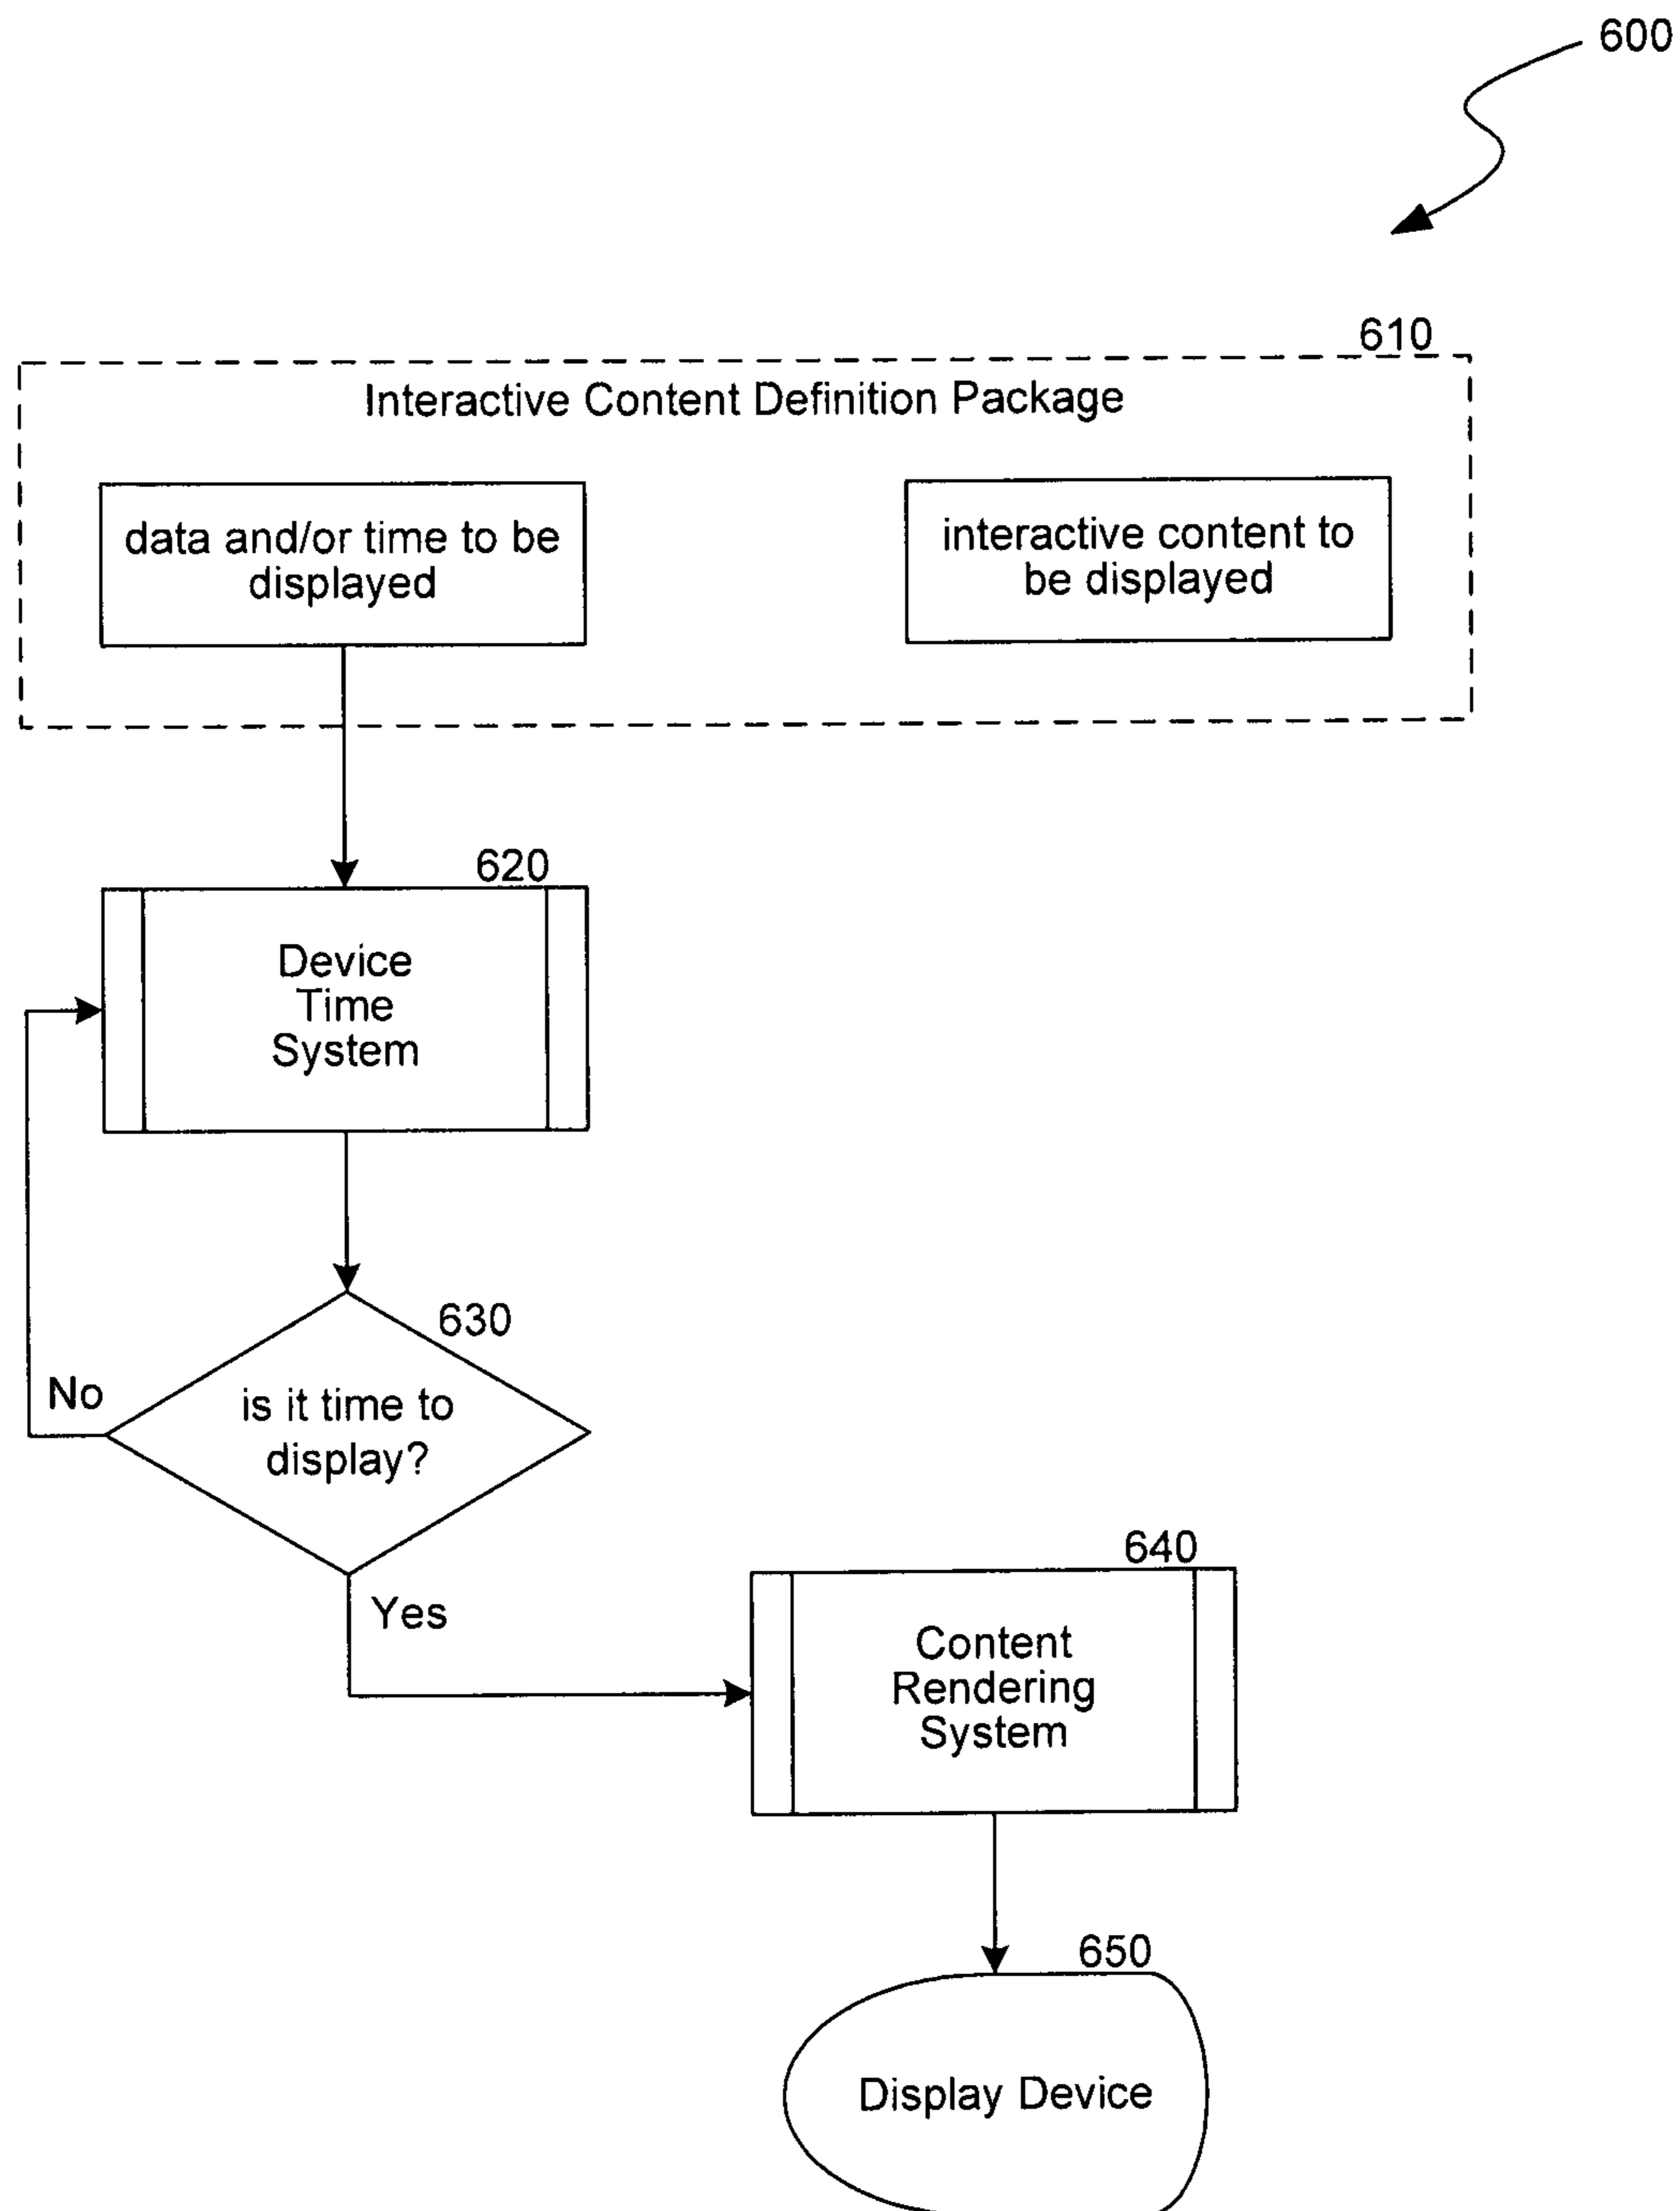 600
610
Interactive Content Definition Package
data and/or time to be
displayed
interactive content to
be displayed
620
Device
Time
System
630
No
is it time to
display?
Yes
640
Content
Rendering
System
650
Display Device